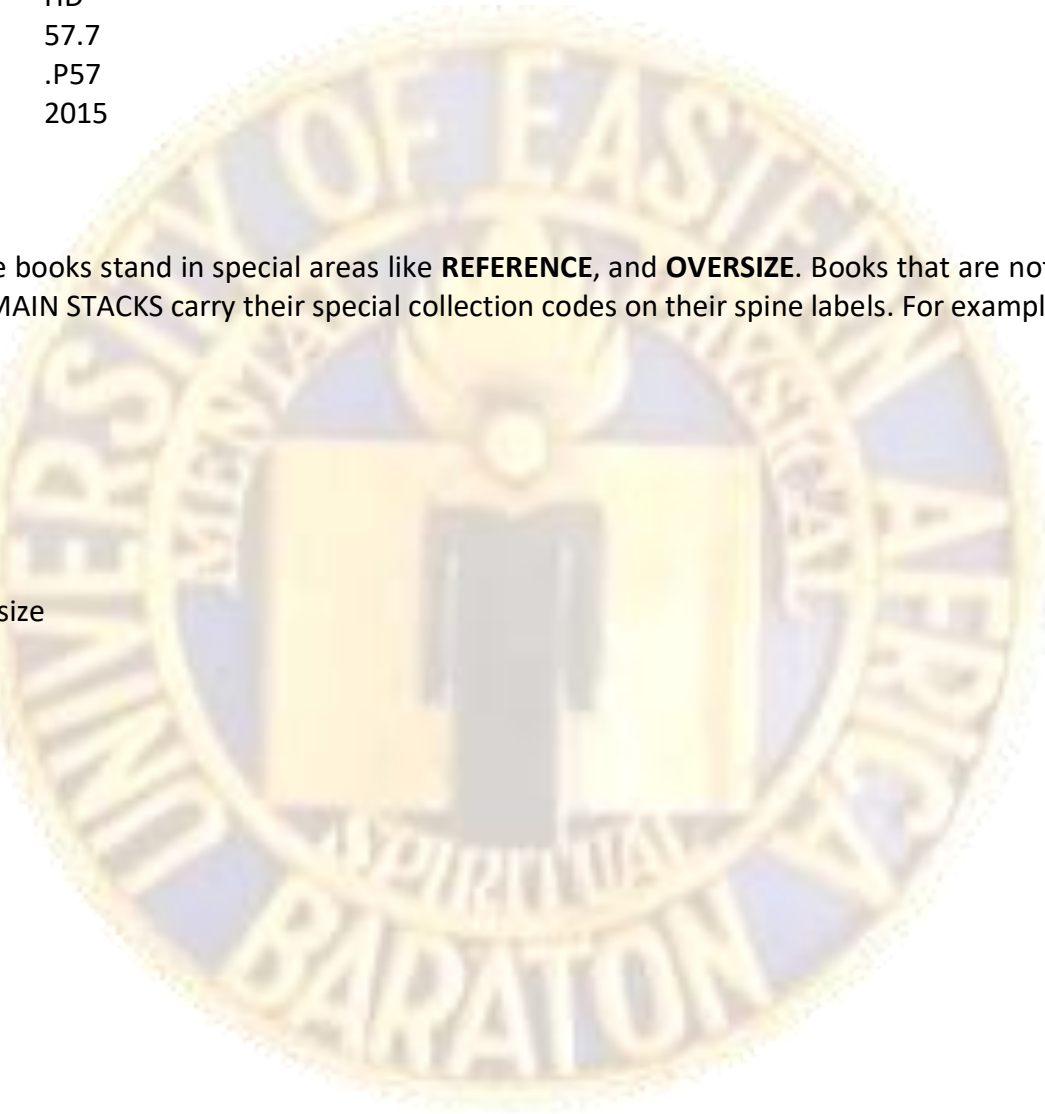 HD
57.7
.P57
2015
e books stand in special areas like REFERENCE, and OVERSIZE. Books that are not
MAIN STACKS carry their special collection codes on their spine labels. For exampl
size
UNIVERSITY OF EASTERN AFRICA
MENTAL
PHYSICAL
SPIRITUAL
BARATON